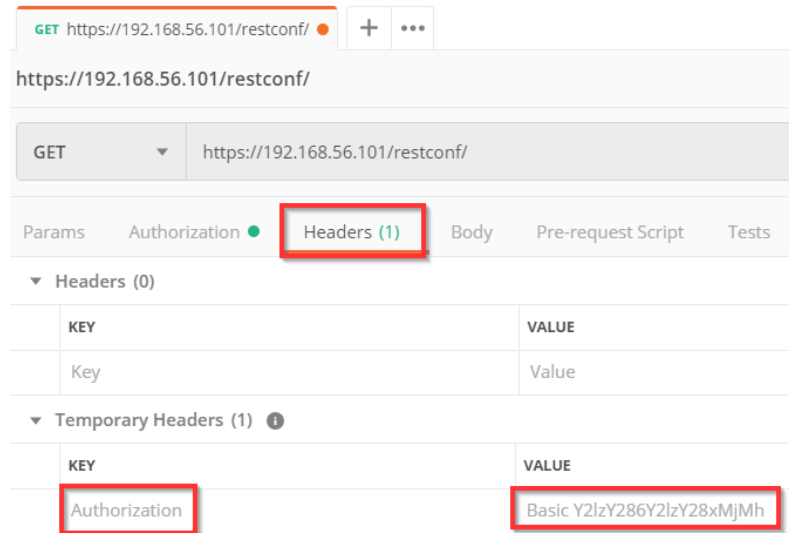 GET https://192.168.56.101/restconf/
https://192.168.56.101/restconf/
GET https://192.168.56.101/restconf/
Params Authorization Headers (1) Body Pre-request Script Tests
Headers (0)
KEY VALUE
Key Value
Temporary Headers (1)
KEY VALUE
Authorization Basic Y2lzY286Y2lzY28xMjMh